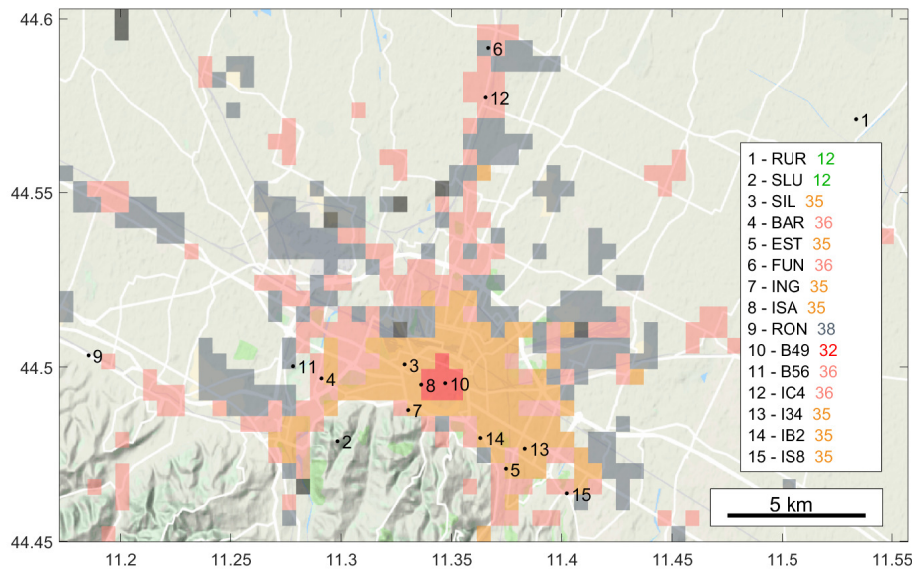 44.6
6
12
1
1 - RUR 12
2 - SLU 12
3 - SIL 35
4 - BAR 36
5 - EST 35
6 - FUN 36
7 - ING 35
8 - ISA 35
9 - RON 38
10 - B49 32
11 - B56 36
12 - IC4 36
13 - I34 35
14 - IB2 35
15 - IS8 35
44.55
44.5
9
11
3
4
8
10
7
2
14
13
5
15
5 km
44.45
11.2 11.25 11.3 11.35 11.4 11.45 11.5 11.55